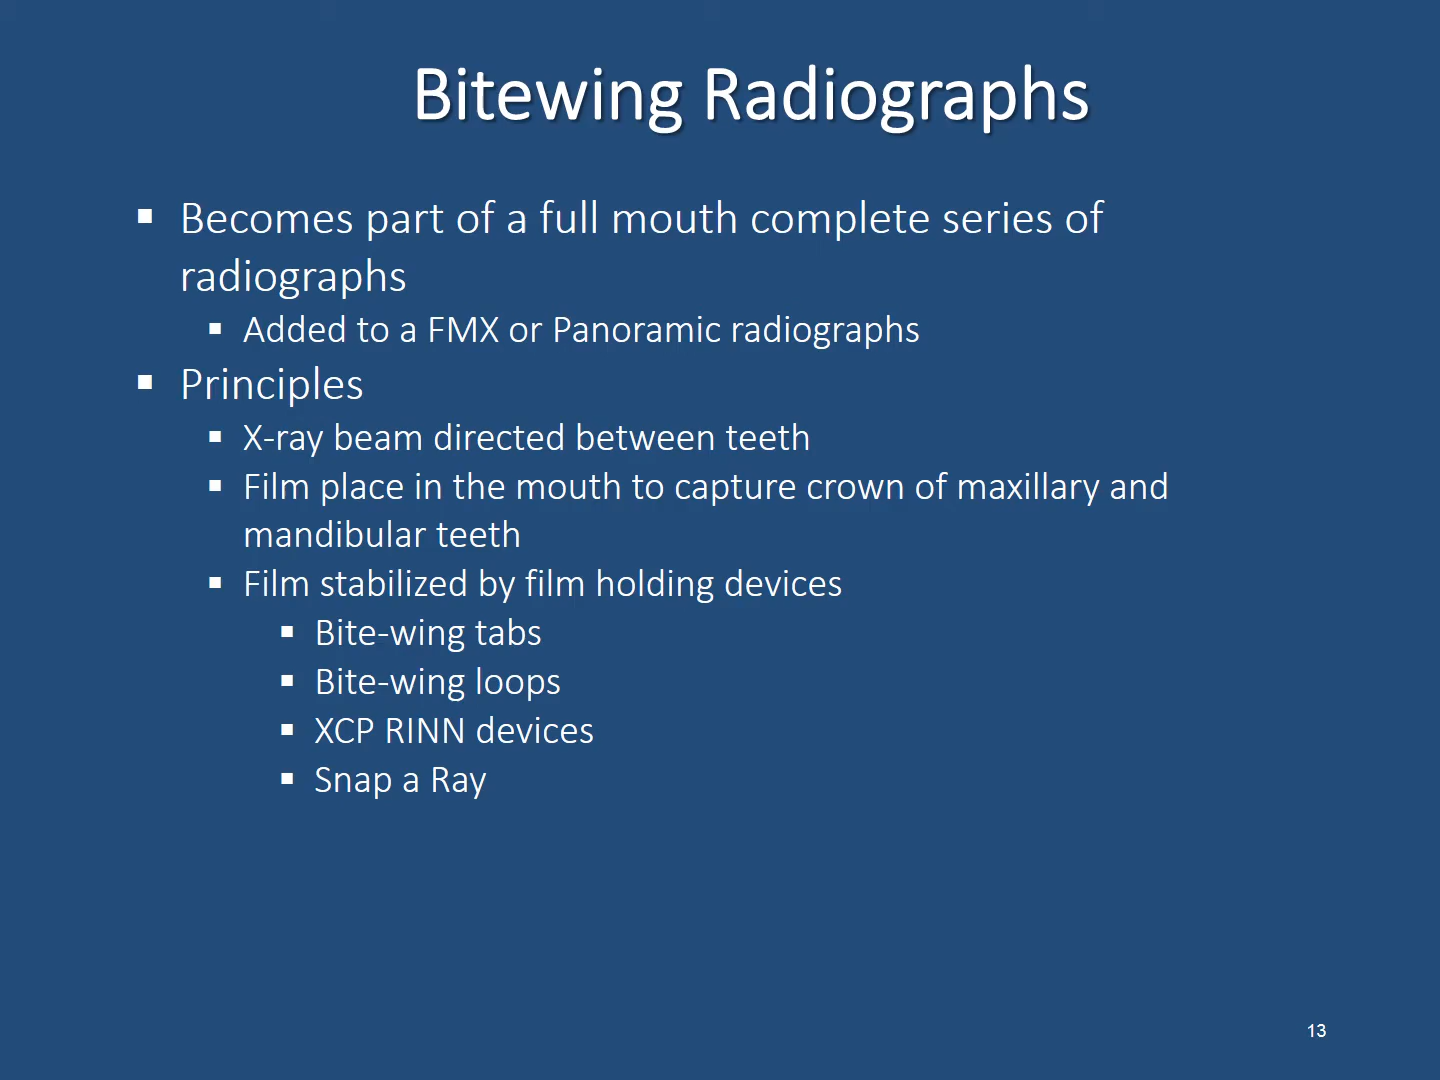 Bitewing Radiographs
▪ Becomes part of a full mouth complete series of
radiographs
▪ Added to a FMX or Panoramic radiographs
▪ Principles
▪ X-ray beam directed between teeth
▪ Film place in the mouth to capture crown of maxillary and
mandibular teeth
▪ Film stabilized by film holding devices
▪ Bite-wing tabs
▪ Bite-wing loops
▪ XCP RINN devices
▪ Snap a Ray
13